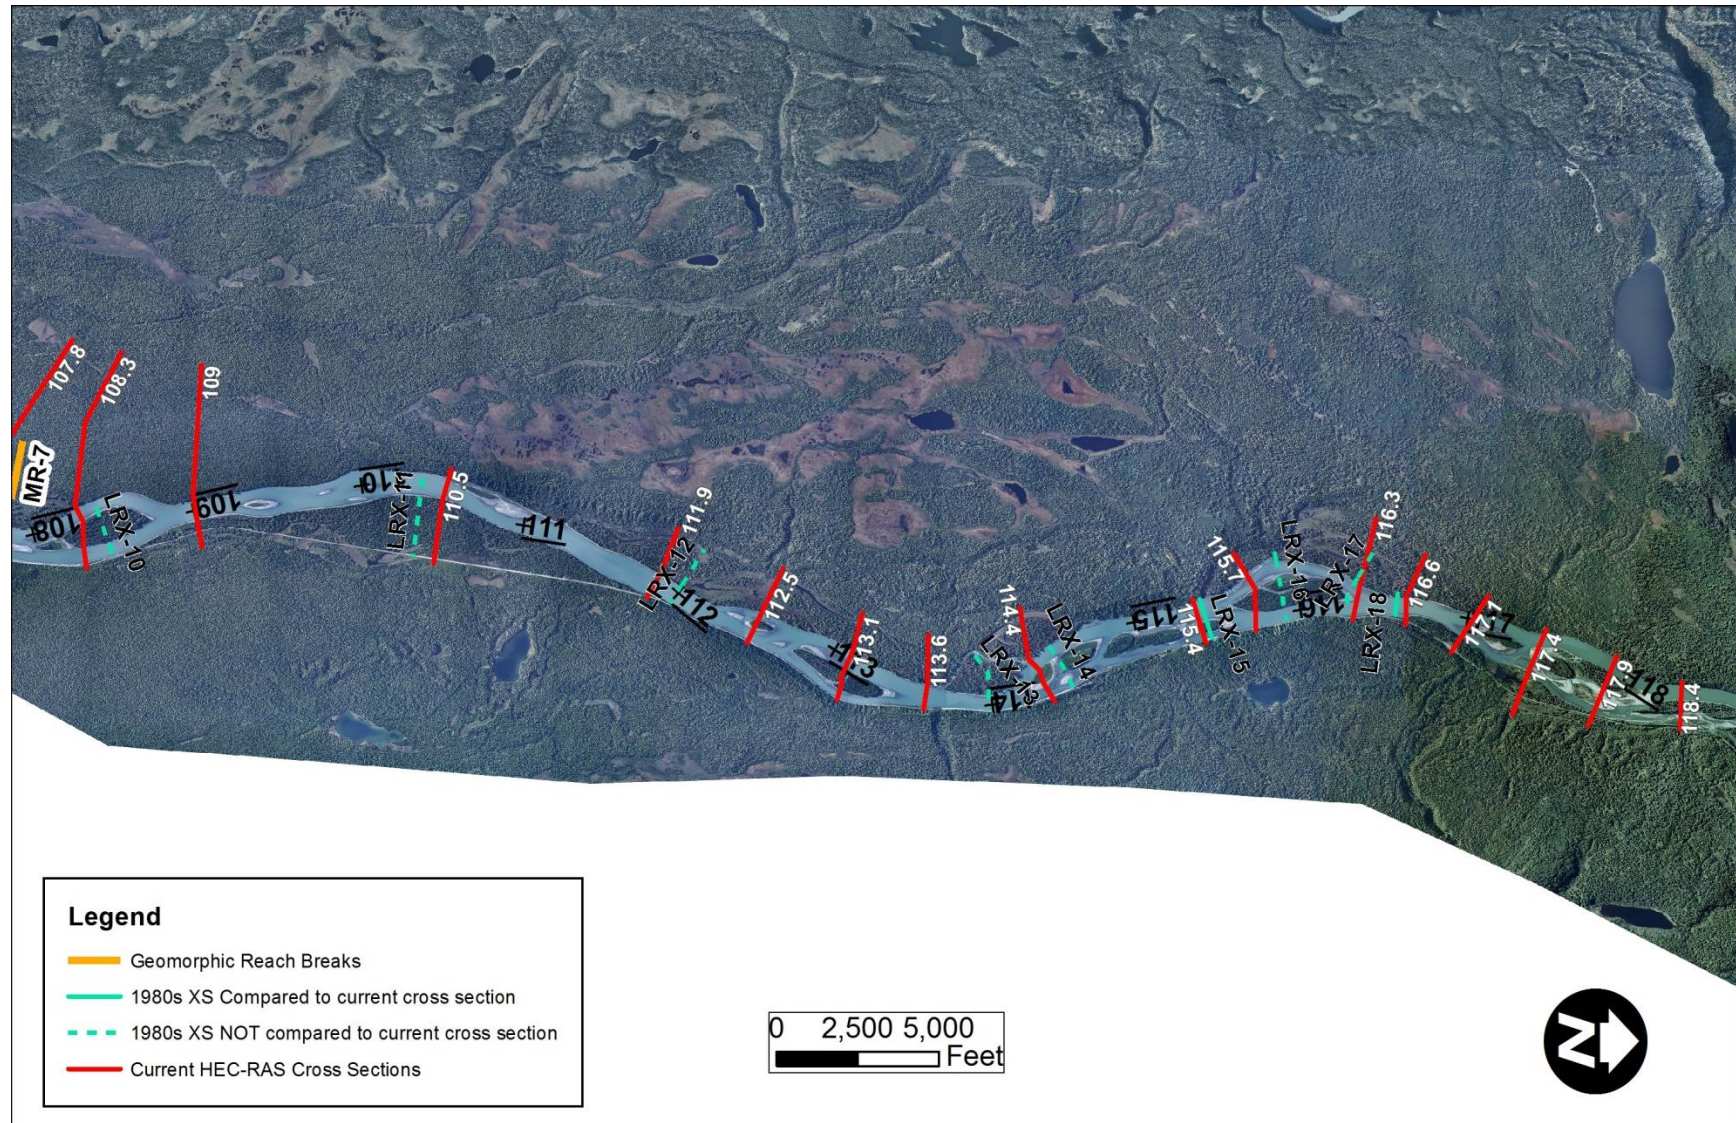 107.8
108.3
109
MR-7
108
LRX-10
109
110
LRX-11
110.5
111
111.9
LRX-12
112
112.5
113.1
113
113.6
LRX-13
114
114.4
LRX-14
115
115.4
LRX-15
115.7
LRX-16
116
LRX-17
116.3
LRX-18
116.6
117.1
117
117.4
117.9
118
118.4
Legend
Geomorphic Reach Breaks
1980s XS Compared to current cross section
1980s XS NOT compared to current cross section
Current HEC-RAS Cross Sections
0 2,500 5,000
Feet
N